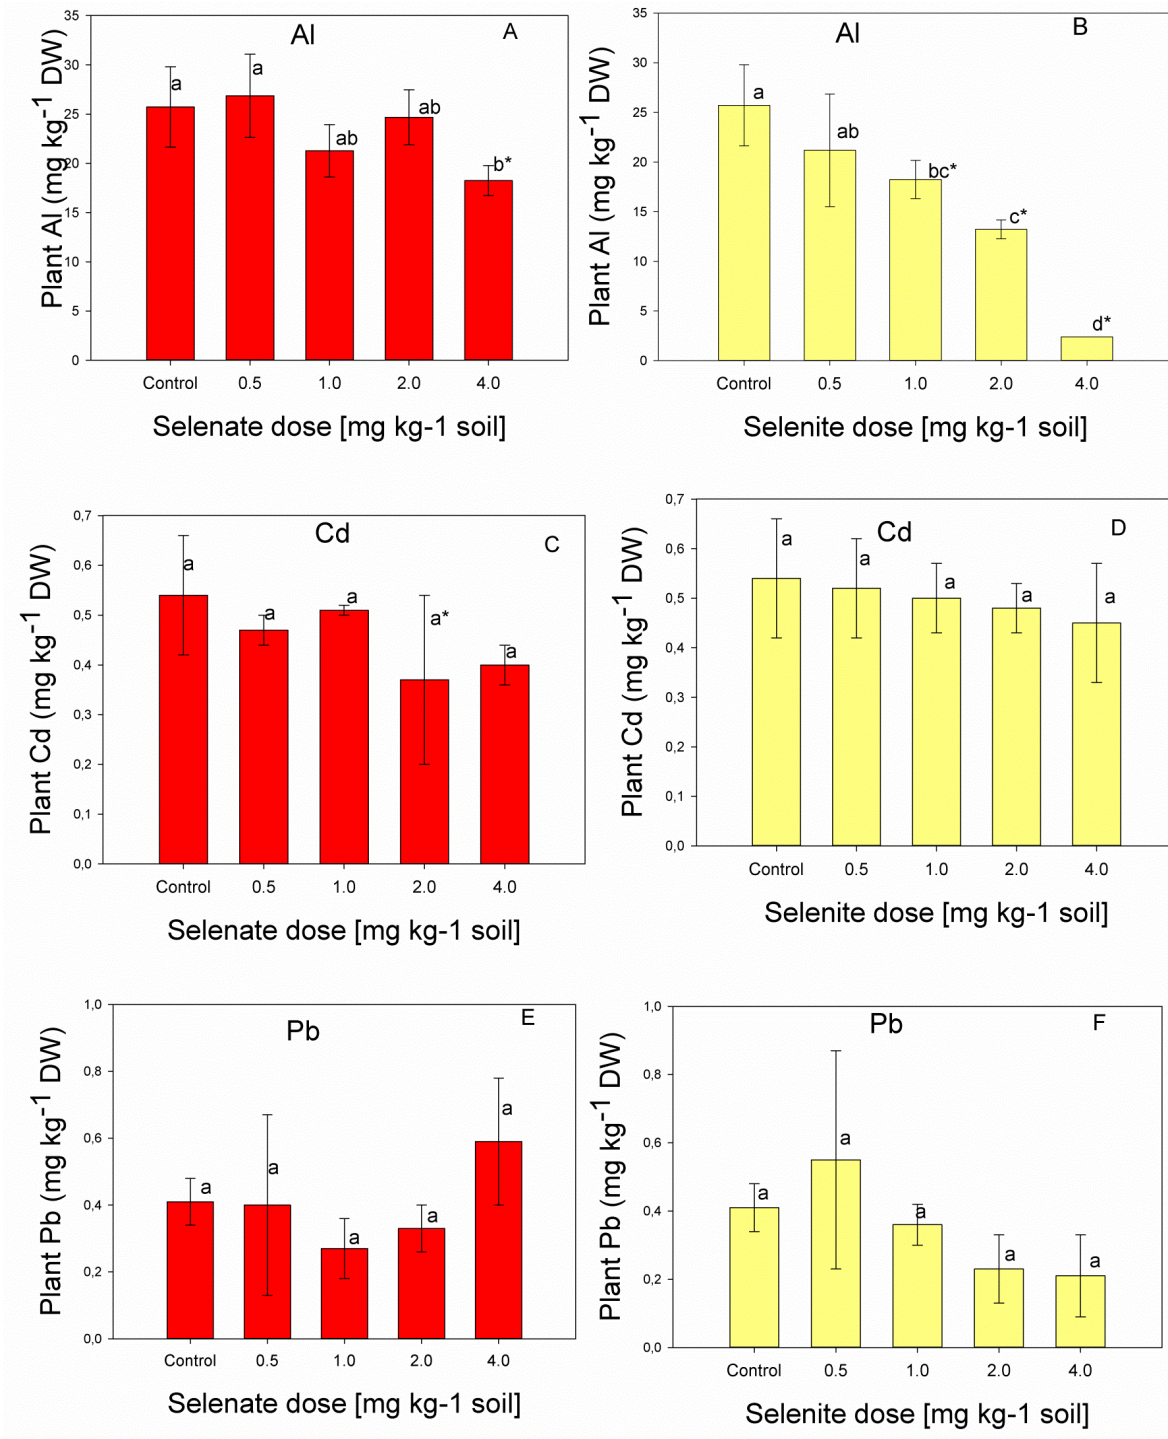 Al
A
Plant Al (mg kg-1 DW)
35
30
25
20
15
10
5
0
a
a
ab
ab
b*
Control 0.5 1.0 2.0 4.0
Selenate dose [mg kg-1 soil]
Al
B
Plant Al (mg kg-1 DW)
35
30
25
20
15
10
5
0
a
ab
bc*
c*
d*
Control 0.5 1.0 2.0 4.0
Selenite dose [mg kg-1 soil]
Cd
C
Plant Cd (mg kg-1 DW)
0,7
0,6
0,5
0,4
0,3
0,2
0,1
0,0
a
a
a
a*
a
Control 0.5 1.0 2.0 4.0
Selenate dose [mg kg-1 soil]
Cd
D
Plant Cd (mg kg-1 DW)
0,7
0,6
0,5
0,4
0,3
0,2
0,1
0,0
a
a
a
a
a
Control 0.5 1.0 2.0 4.0
Selenite dose [mg kg-1 soil]
Pb
E
Plant Pb (mg kg-1 DW)
1,0
0,8
0,6
0,4
0,2
0,0
a
a
a
a
a
Control 0.5 1.0 2.0 4.0
Selenate dose [mg kg-1 soil]
Pb
F
Plant Pb (mg kg-1 DW)
1,0
0,8
0,6
0,4
0,2
0,0
a
a
a
a
a
Control 0.5 1.0 2.0 4.0
Selenite dose [mg kg-1 soil]